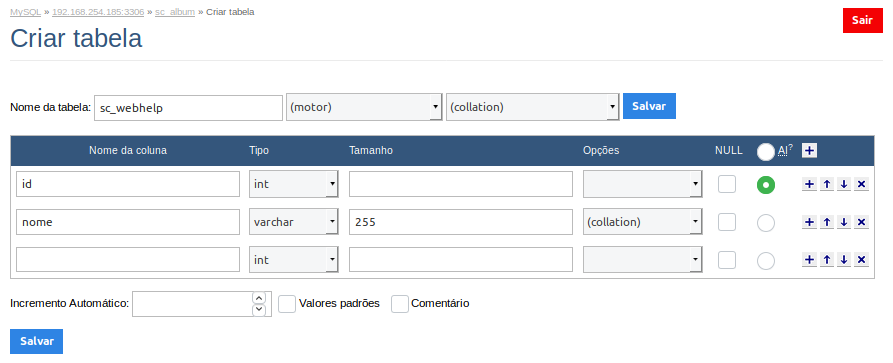 MySQL » 192.168.254.185:3306 » sc_album » Criar tabela
Sair
Criar tabela
Nome da tabela: sc_webhelp (motor) (collation) Salvar
Nome da coluna Tipo Tamanho Opções NULL AI?
id int
nome varchar 255 (collation)
int
Incremento Automático: Valores padrões Comentário
Salvar